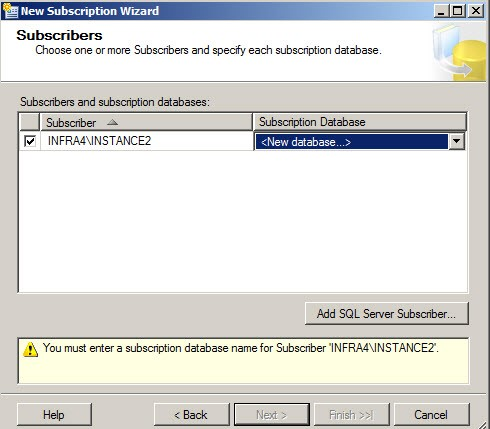 New Subscription Wizard
Subscribers
Choose one or more Subscribers and specify each subscription database.
Subscribers and subscription databases:
Subscriber Subscription Database
INFRA4\INSTANCE2 <New database...>
Add SQL Server Subscriber...
You must enter a subscription database name for Subscriber 'INFRA4\INSTANCE2'.
Help < Back Next > Finish >>| Cancel